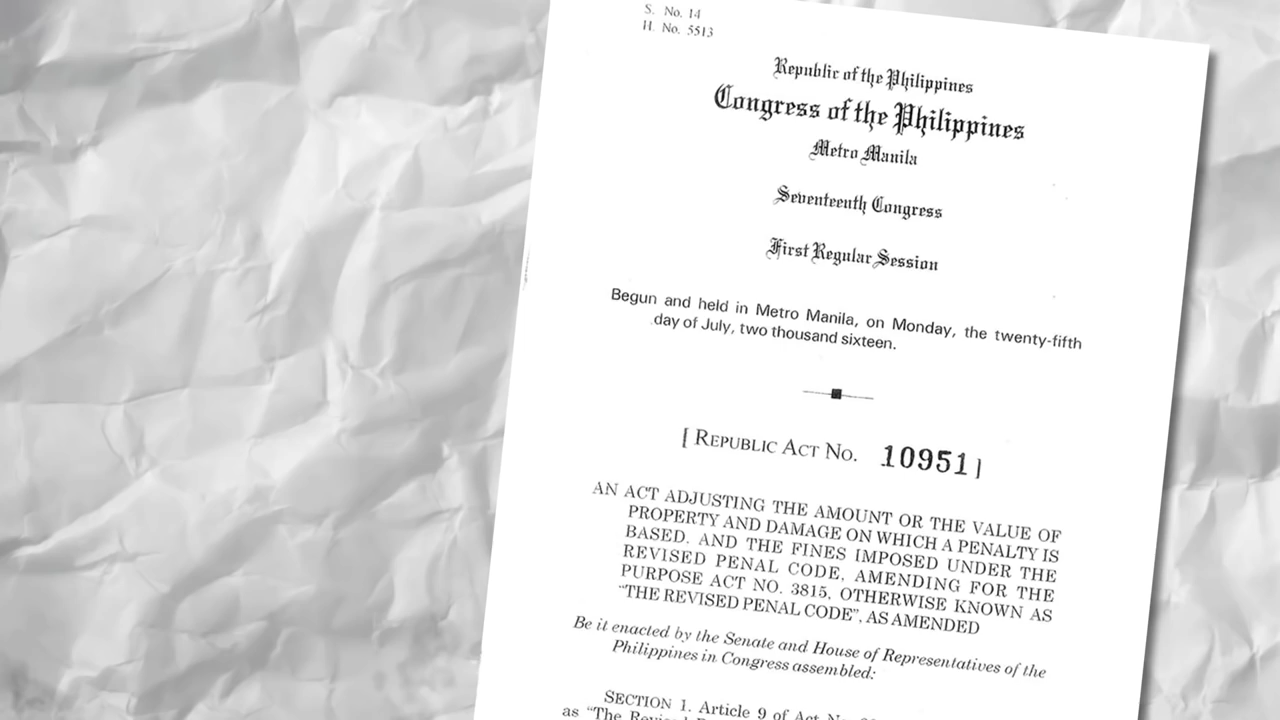 S. No. 14
H. No. 5513
Republic of the Philippines
Congress of the Philippines
Metro Manila
Seventeenth Congress
First Regular Session
Begun and held in Metro Manila, on Monday, the twenty-fifth
day of July, two thousand sixteen.
[ REPUBLIC ACT NO. 10951 ]
AN ACT ADJUSTING THE AMOUNT OR THE VALUE OF
PROPERTY AND DAMAGE ON WHICH A PENALTY IS
BASED, AND THE FINES IMPOSED UNDER THE
REVISED PENAL CODE, AMENDING FOR THE
PURPOSE ACT NO. 3815, OTHERWISE KNOWN AS
“THE REVISED PENAL CODE”, AS AMENDED
Be it enacted by the Senate and House of Representatives of the
Philippines in Congress assembled:
SECTION 1. Article 9 of Act No.
as “The